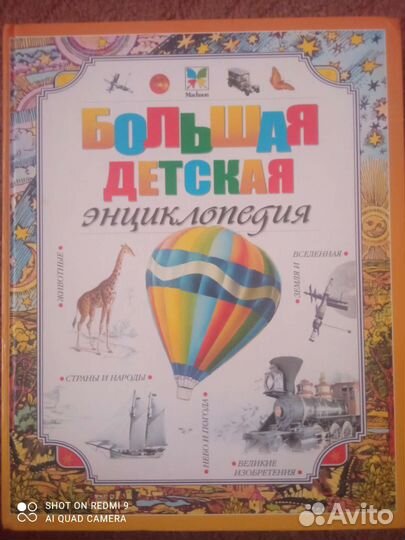 Machaon
БОЛЬШАЯ
ДЕТСКАЯ
энциклопедия
ЖИВОТНЫЕ
ВСЕЛЕННАЯ
ЗЕМЛЯ И
СТРАНЫ И НАРОДЫ
НЕБО И ПОГОДА
ВЕЛИКИЕ
ИЗОБРЕТЕНИЯ
SHOT ON REDMI 9
AI QUAD CAMERA
Avito